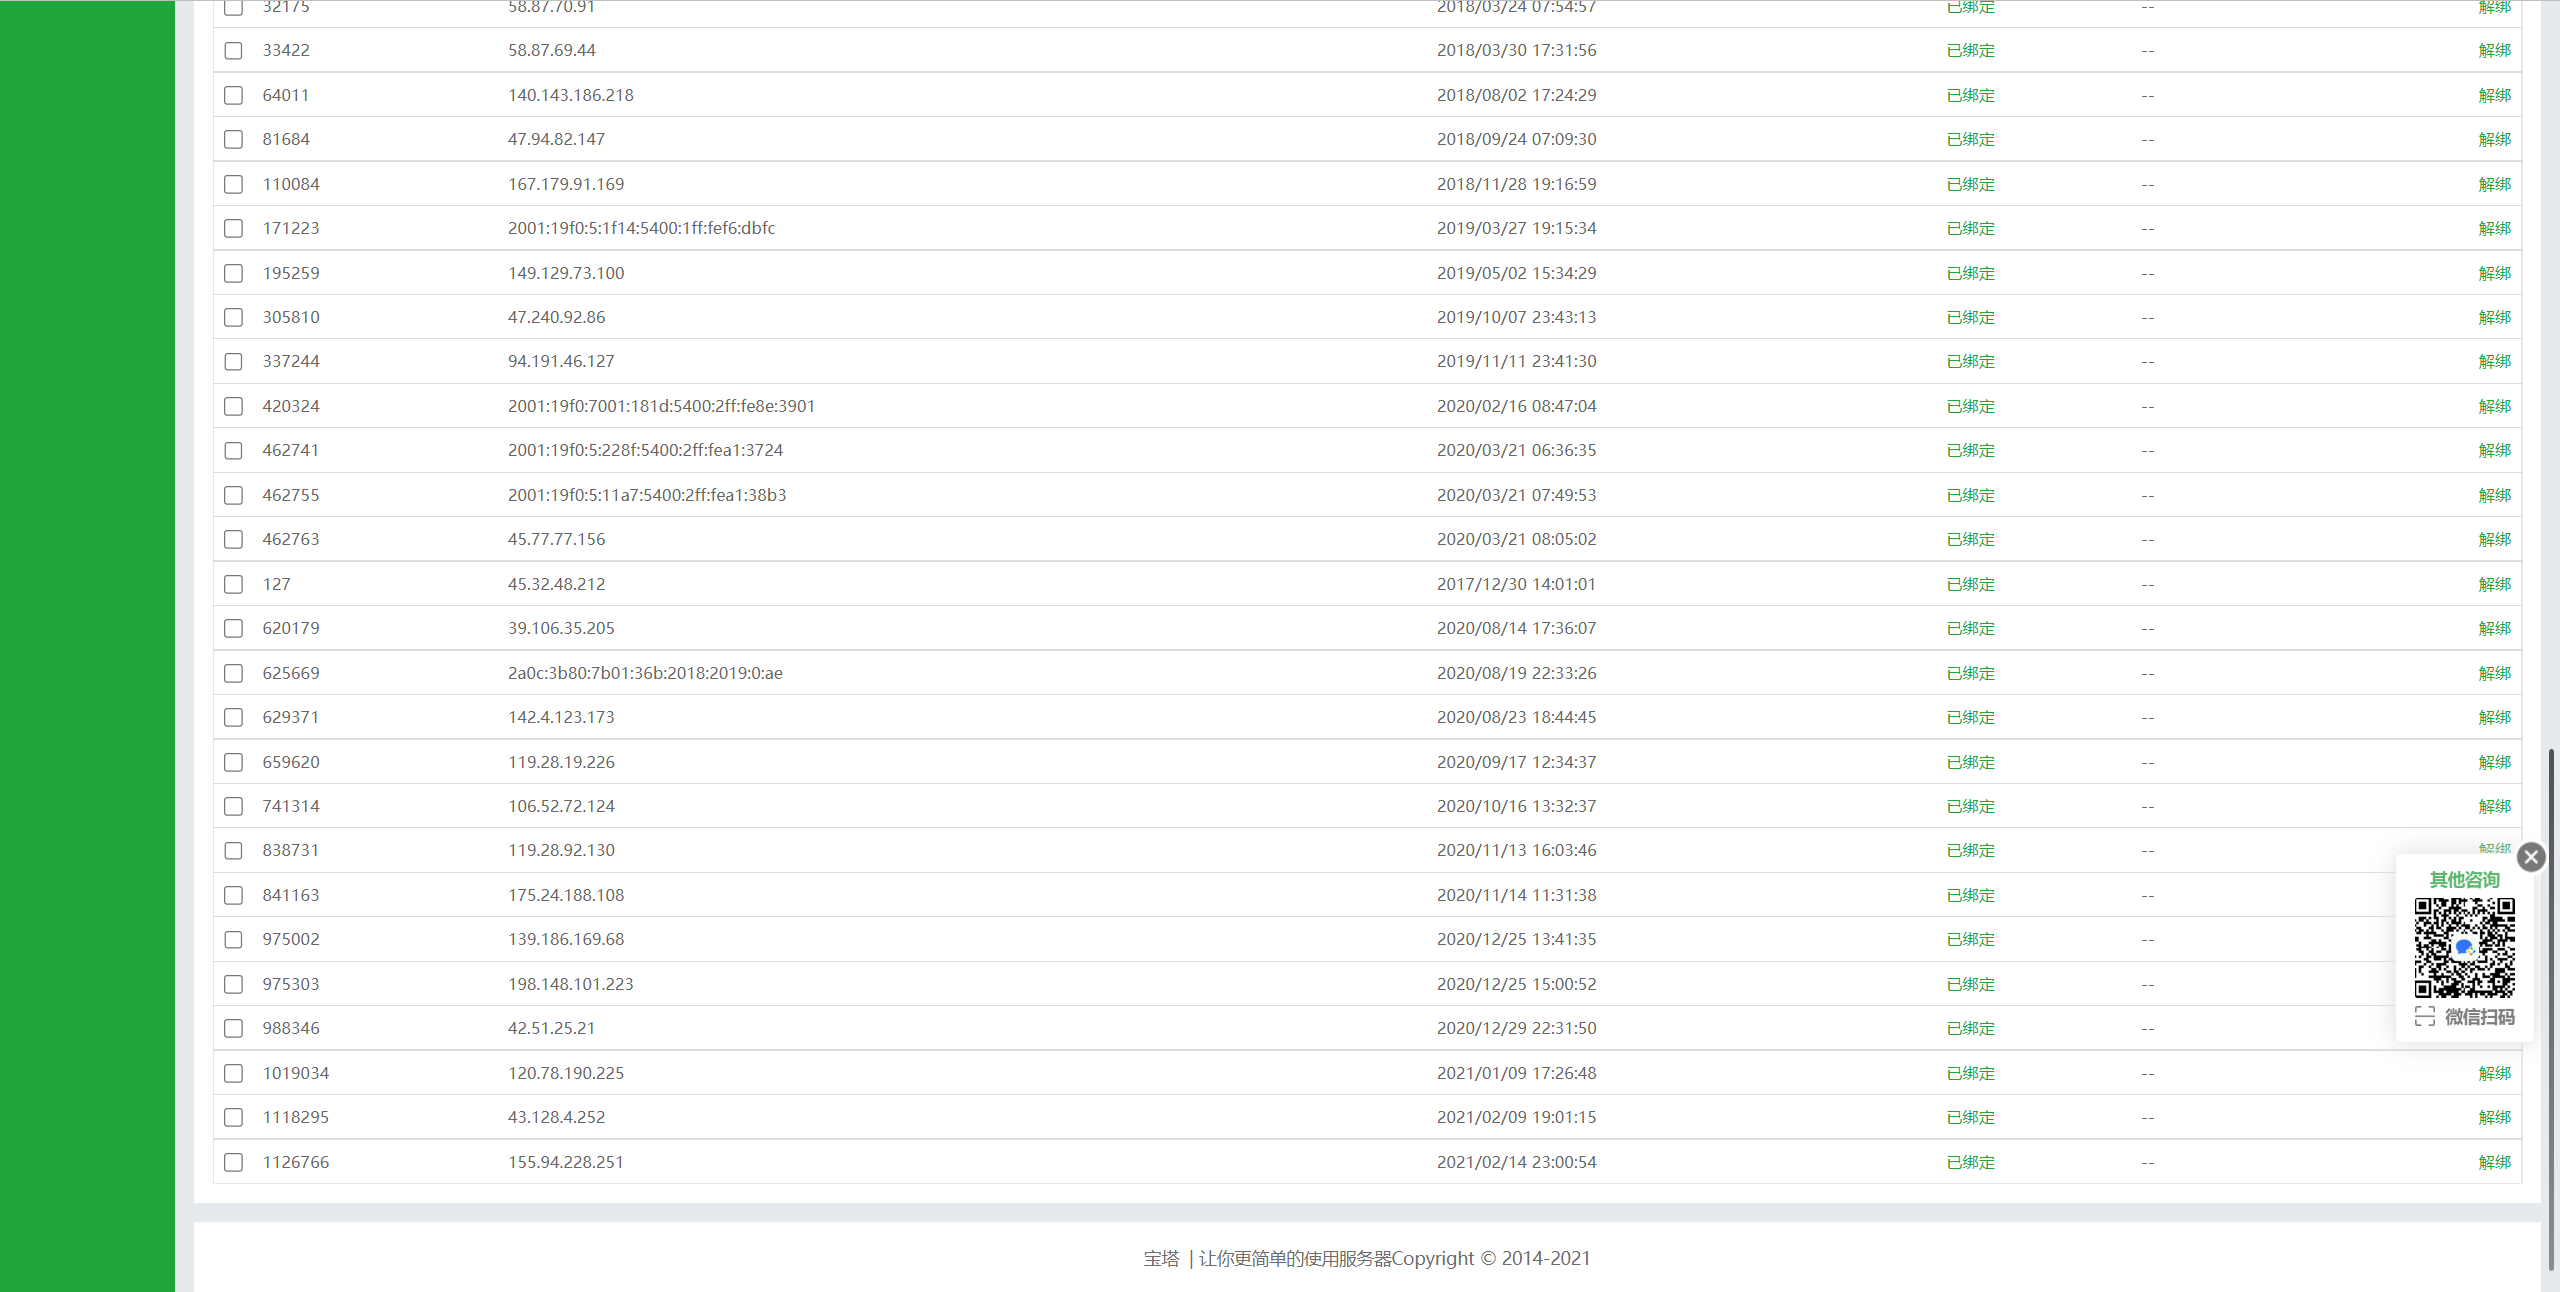 32175 58.87.70.91 2018/03/24 07:54:57 已绑定 -- 解绑
33422 58.87.69.44 2018/03/30 17:31:56 已绑定 -- 解绑
64011 140.143.186.218 2018/08/02 17:24:29 已绑定 -- 解绑
81684 47.94.82.147 2018/09/24 07:09:30 已绑定 -- 解绑
110084 167.179.91.169 2018/11/28 19:16:59 已绑定 -- 解绑
171223 2001:19f0:5:1f14:5400:1ff:fef6:dbfc 2019/03/27 19:15:34 已绑定 -- 解绑
195259 149.129.73.100 2019/05/02 15:34:29 已绑定 -- 解绑
305810 47.240.92.86 2019/10/07 23:43:13 已绑定 -- 解绑
337244 94.191.46.127 2019/11/11 23:41:30 已绑定 -- 解绑
420324 2001:19f0:7001:181d:5400:2ff:fe8e:3901 2020/02/16 08:47:04 已绑定 -- 解绑
462741 2001:19f0:5:228f:5400:2ff:fea1:3724 2020/03/21 06:36:35 已绑定 -- 解绑
462755 2001:19f0:5:11a7:5400:2ff:fea1:38b3 2020/03/21 07:49:53 已绑定 -- 解绑
462763 45.77.77.156 2020/03/21 08:05:02 已绑定 -- 解绑
127 45.32.48.212 2017/12/30 14:01:01 已绑定 -- 解绑
620179 39.106.35.205 2020/08/14 17:36:07 已绑定 -- 解绑
625669 2a0c:3b80:7b01:36b:2018:2019:0:ae 2020/08/19 22:33:26 已绑定 -- 解绑
629371 142.4.123.173 2020/08/23 18:44:45 已绑定 -- 解绑
659620 119.28.19.226 2020/09/17 12:34:37 已绑定 -- 解绑
741314 106.52.72.124 2020/10/16 13:32:37 已绑定 -- 解绑
838731 119.28.92.130 2020/11/13 16:03:46 已绑定 -- 解绑
841163 175.24.188.108 2020/11/14 11:31:38 已绑定 --
975002 139.186.169.68 2020/12/25 13:41:35 已绑定 --
975303 198.148.101.223 2020/12/25 15:00:52 已绑定 --
988346 42.51.25.21 2020/12/29 22:31:50 已绑定 --
1019034 120.78.190.225 2021/01/09 17:26:48 已绑定 -- 解绑
1118295 43.128.4.252 2021/02/09 19:01:15 已绑定 -- 解绑
1126766 155.94.228.251 2021/02/14 23:00:54 已绑定 -- 解绑
其他咨询
微信扫码
宝塔 | 让你更简单的使用服务器Copyright © 2014-2021